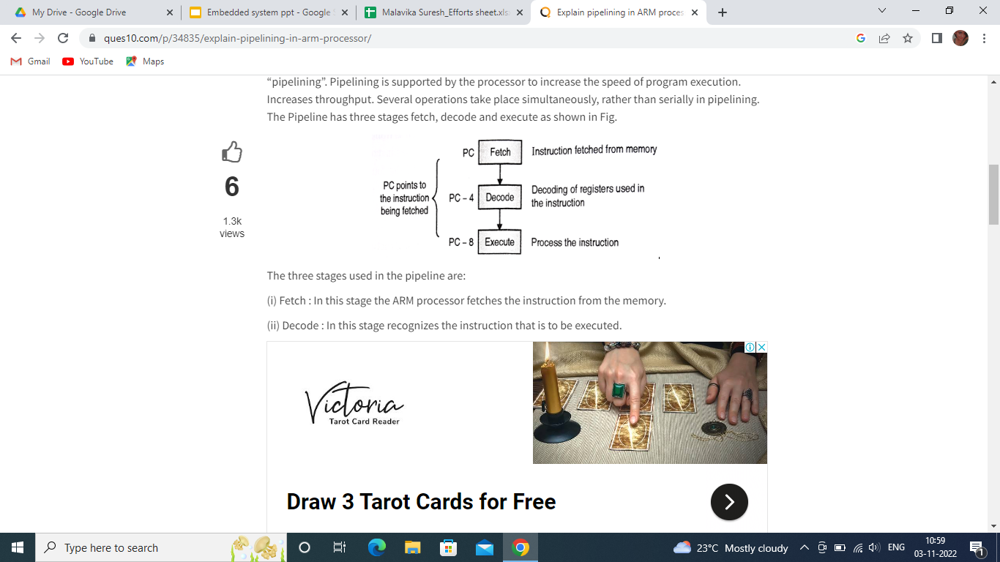 My Drive - Google Drive
Embedded system ppt - Google
Malavika Suresh_Efforts sheet.xls
Explain pipelining in ARM proces
ques10.com/p/34835/explain-pipelining-in-arm-processor/
Gmail
YouTube
Maps
“pipelining”. Pipelining is supported by the processor to increase the speed of program execution.
Increases throughput. Several operations take place simultaneously, rather than serially in pipelining.
The Pipeline has three stages fetch, decode and execute as shown in Fig.
6
1.3k
views
PC points to
the instruction
being fetched
PC Fetch Instruction fetched from memory
PC – 4 Decode Decoding of registers used in
the instruction
PC – 8 Execute Process the instruction
The three stages used in the pipeline are:
(i) Fetch : In this stage the ARM processor fetches the instruction from the memory.
(ii) Decode : In this stage recognizes the instruction that is to be executed.
Victoria
Tarot Card Reader
Draw 3 Tarot Cards for Free
Type here to search
23°C Mostly cloudy
ENG
10:59
03-11-2022
1